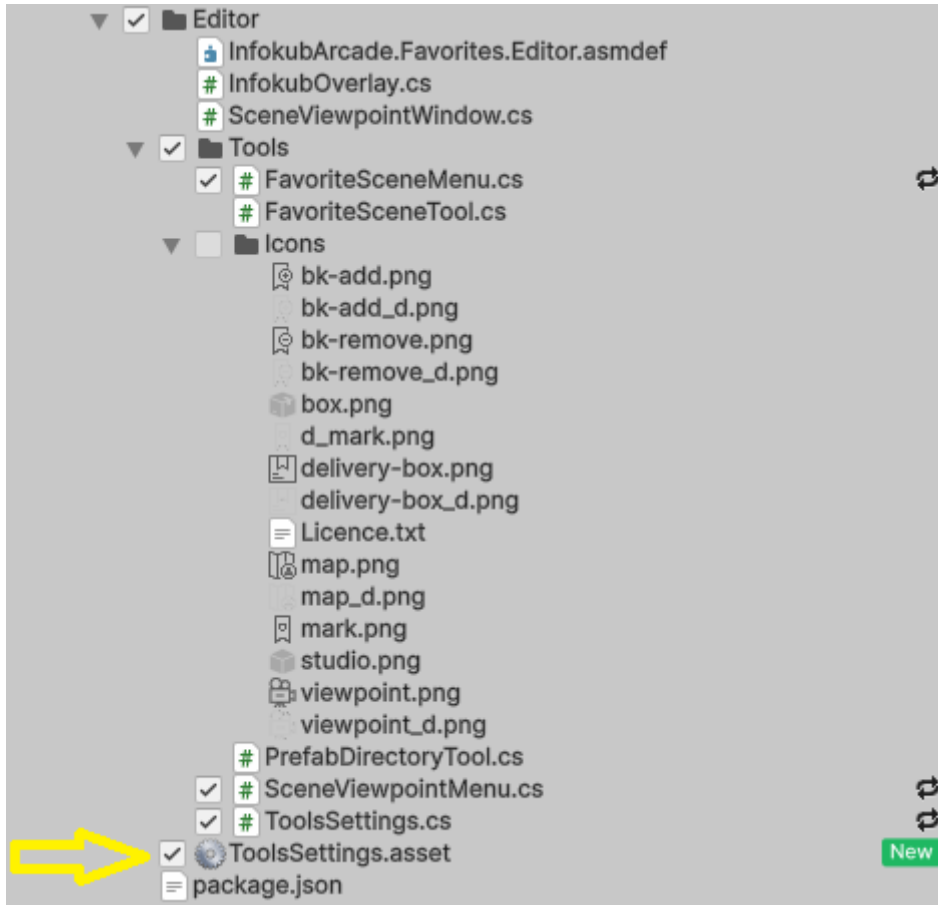 Editor
InfokubArcade.Favorites.Editor.asmdef
InfokubOverlay.cs
SceneViewpointWindow.cs
Tools
FavoriteSceneMenu.cs
FavoriteSceneTool.cs
Icons
bk-add.png
bk-add_d.png
bk-remove.png
bk-remove_d.png
box.png
d_mark.png
delivery-box.png
delivery-box_d.png
Licence.txt
map.png
map_d.png
mark.png
studio.png
viewpoint.png
viewpoint_d.png
PrefabDirectoryTool.cs
SceneViewpointMenu.cs
ToolsSettings.cs
ToolsSettings.asset New
package.json